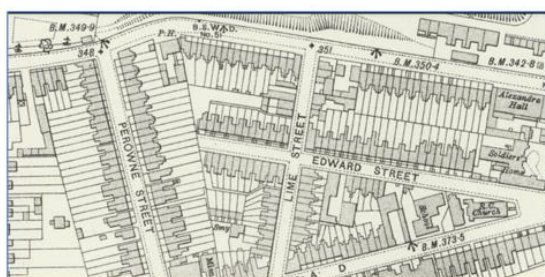 B.M. 349·9
348
P.H.
B.S.W.D.
No. 51
351
B.M. 350·4
B.M. 342·8
Alexandra
Hall
Soldiers'
Home
PEROWNE STREET
LIME STREET
EDWARD STREET
School
R.C.
Church
B.M. 373·5
Smy
A D